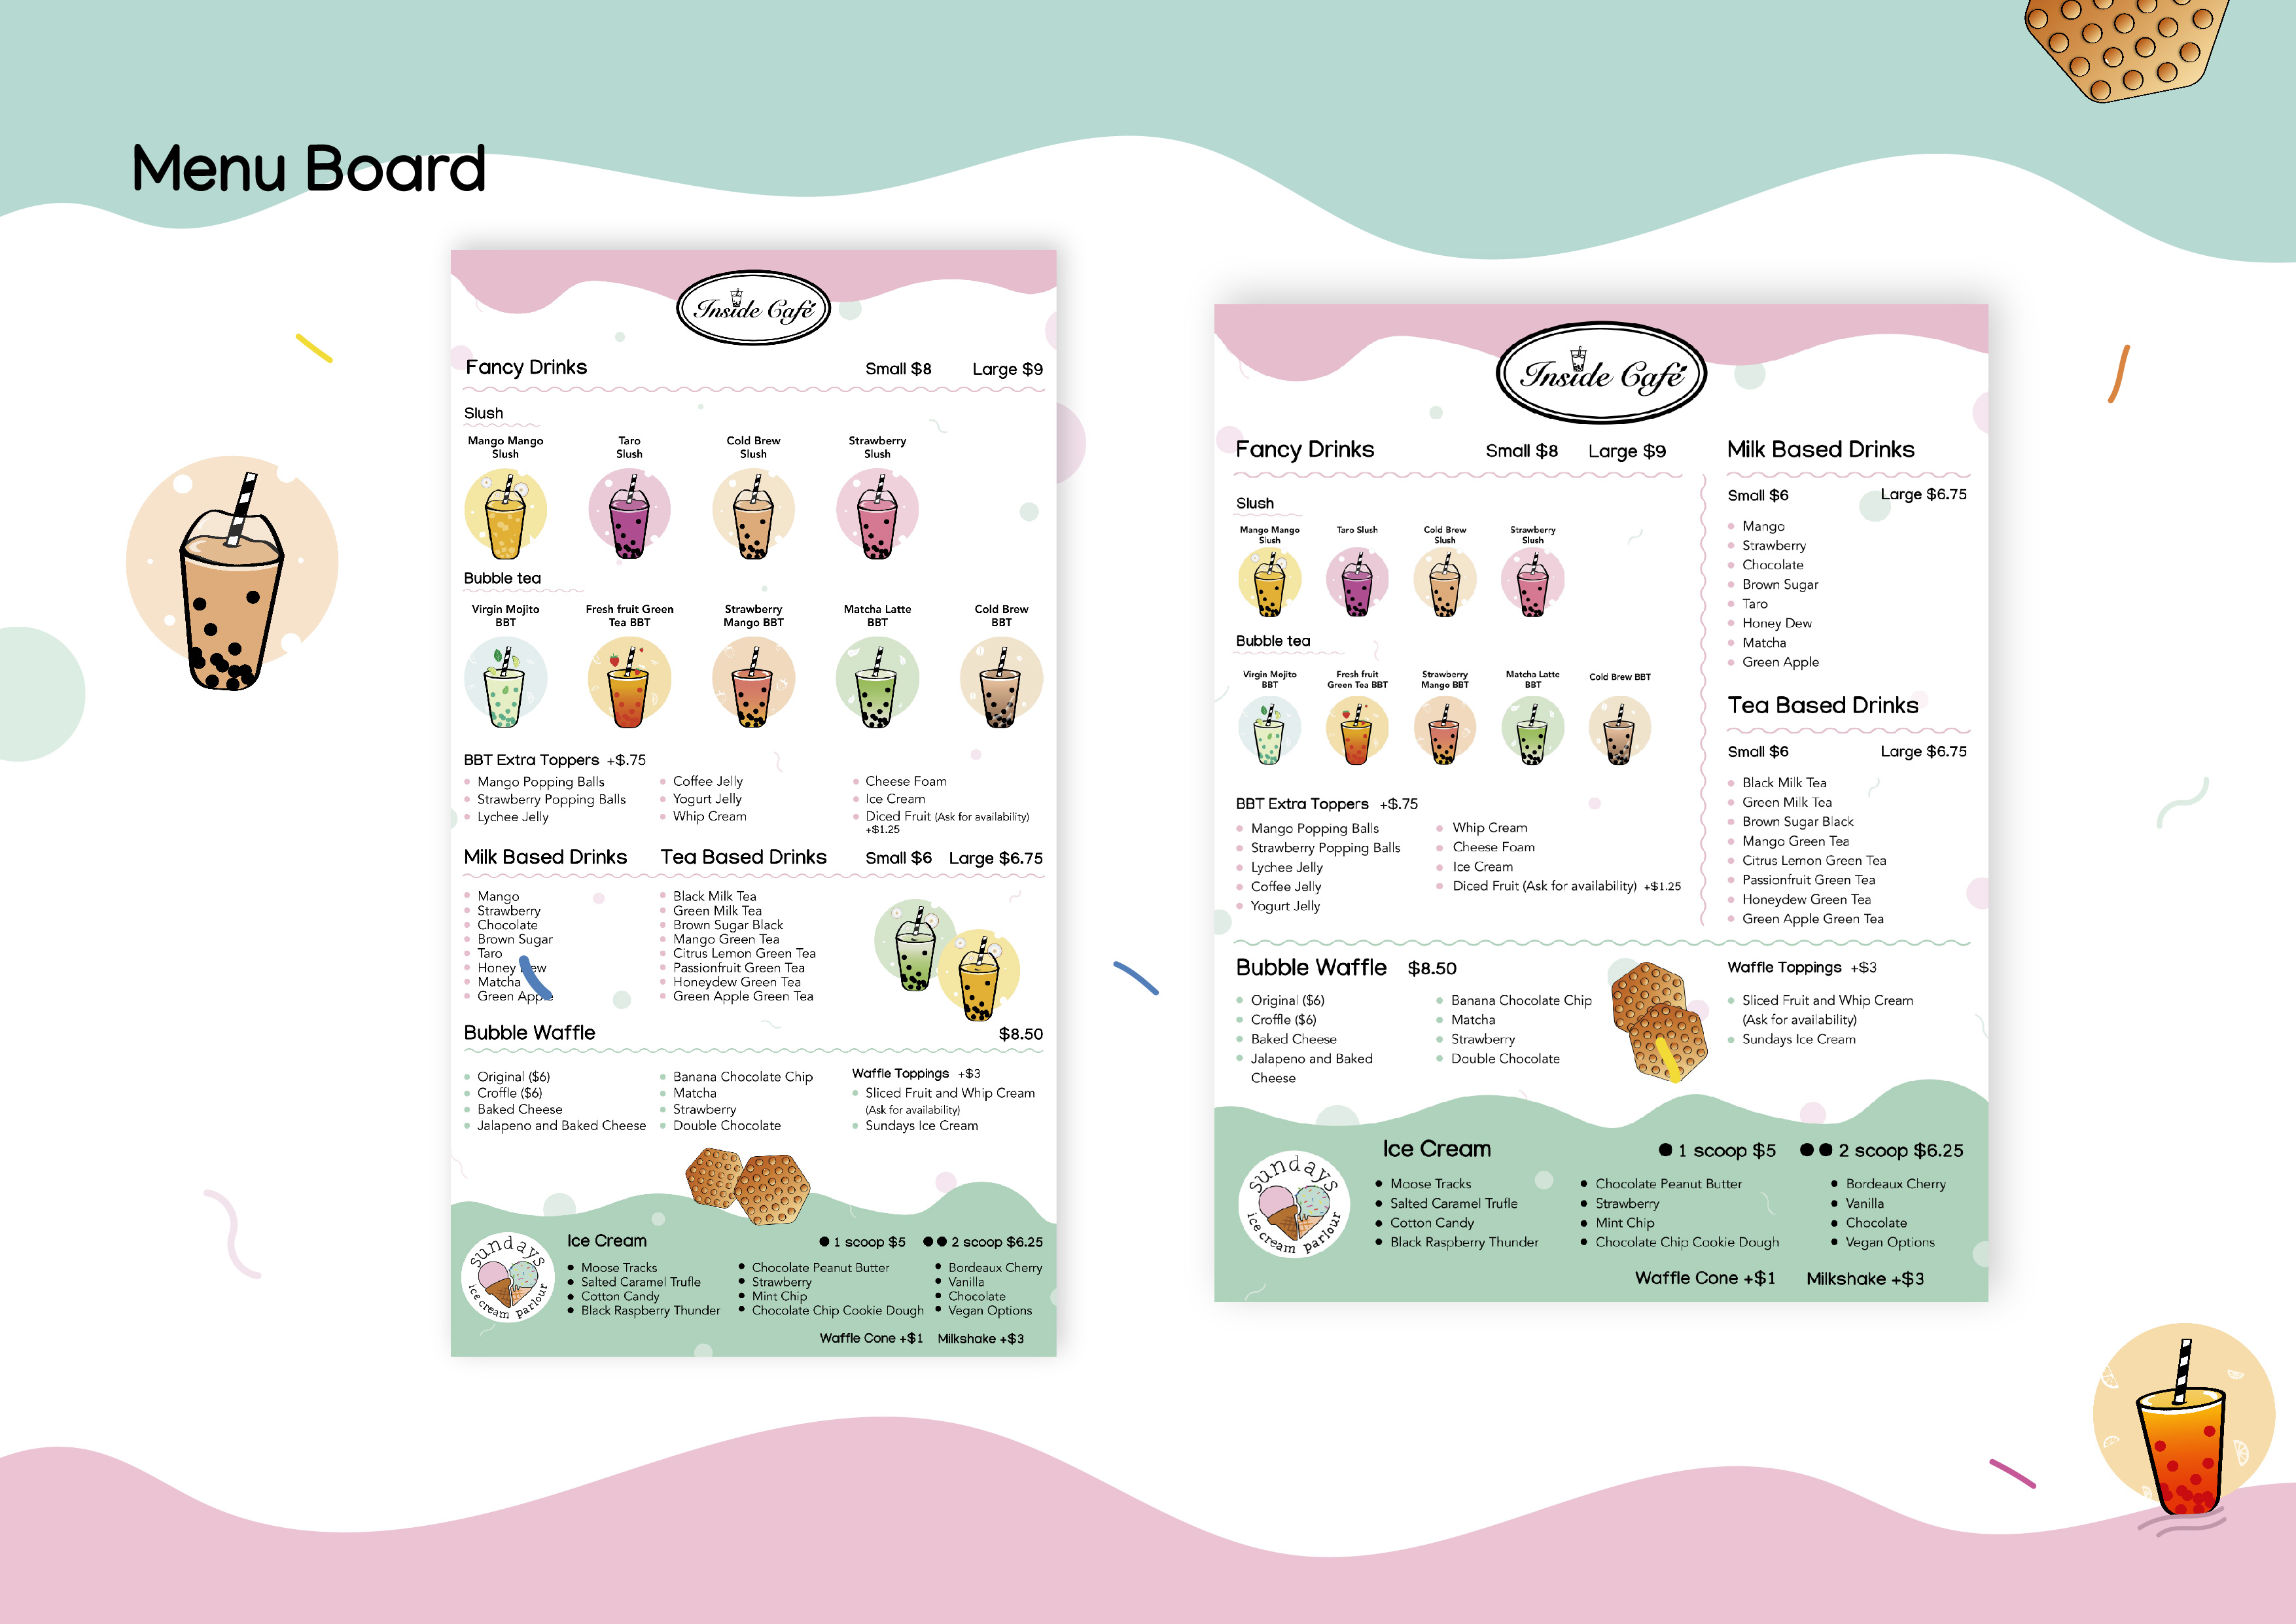 Menu Board
Inside Café
Fancy Drinks Small $8 Large $9
Slush
Mango Mango Slush
Taro Slush
Cold Brew Slush
Strawberry Slush
Bubble tea
Virgin Mojito BBT
Fresh fruit Green Tea BBT
Strawberry Mango BBT
Matcha Latte BBT
Cold Brew BBT
BBT Extra Toppers +$.75
Mango Popping Balls
Strawberry Popping Balls
Lychee Jelly
Coffee Jelly
Yogurt Jelly
Whip Cream
Cheese Foam
Ice Cream
Diced Fruit (Ask for availability)
+$1.25
Milk Based Drinks Tea Based Drinks Small $6 Large $6.75
Mango
Strawberry
Chocolate
Brown Sugar
Taro
Honey Dew
Matcha
Green Apple
Black Milk Tea
Green Milk Tea
Brown Sugar Black
Mango Green Tea
Citrus Lemon Green Tea
Passionfruit Green Tea
Honeydew Green Tea
Green Apple Green Tea
Bubble Waffle $8.50
Original ($6)
Croffle ($6)
Baked Cheese
Jalapeno and Baked Cheese
Banana Chocolate Chip
Matcha
Strawberry
Double Chocolate
Waffle Toppings +$3
Sliced Fruit and Whip Cream
(Ask for availability)
Sundays Ice Cream
sundays
ice cream parlour
Ice Cream 1 scoop $5 2 scoop $6.25
Moose Tracks
Salted Caramel Trufle
Cotton Candy
Black Raspberry Thunder
Chocolate Peanut Butter
Strawberry
Mint Chip
Chocolate Chip Cookie Dough
Bordeaux Cherry
Vanilla
Chocolate
Vegan Options
Waffle Cone +$1 Milkshake +$3
Inside Café
Fancy Drinks Small $8 Large $9
Slush
Mango Mango Slush
Taro Slush
Cold Brew Slush
Strawberry Slush
Bubble tea
Virgin Mojito BBT
Fresh fruit Green Tea BBT
Strawberry Mango BBT
Matcha Latte BBT
Cold Brew BBT
BBT Extra Toppers +$.75
Mango Popping Balls
Strawberry Popping Balls
Lychee Jelly
Coffee Jelly
Yogurt Jelly
Whip Cream
Cheese Foam
Ice Cream
Diced Fruit (Ask for availability) +$1.25
Milk Based Drinks
Small $6 Large $6.75
Mango
Strawberry
Chocolate
Brown Sugar
Taro
Honey Dew
Matcha
Green Apple
Tea Based Drinks
Small $6 Large $6.75
Black Milk Tea
Green Milk Tea
Brown Sugar Black
Mango Green Tea
Citrus Lemon Green Tea
Passionfruit Green Tea
Honeydew Green Tea
Green Apple Green Tea
Bubble Waffle $8.50
Original ($6)
Croffle ($6)
Baked Cheese
Jalapeno and Baked
Cheese
Banana Chocolate Chip
Matcha
Strawberry
Double Chocolate
Waffle Toppings +$3
Sliced Fruit and Whip Cream
(Ask for availability)
Sundays Ice Cream
sundays
ice cream parlour
Ice Cream 1 scoop $5 2 scoop $6.25
Moose Tracks
Salted Caramel Trufle
Cotton Candy
Black Raspberry Thunder
Chocolate Peanut Butter
Strawberry
Mint Chip
Chocolate Chip Cookie Dough
Bordeaux Cherry
Vanilla
Chocolate
Vegan Options
Waffle Cone +$1 Milkshake +$3